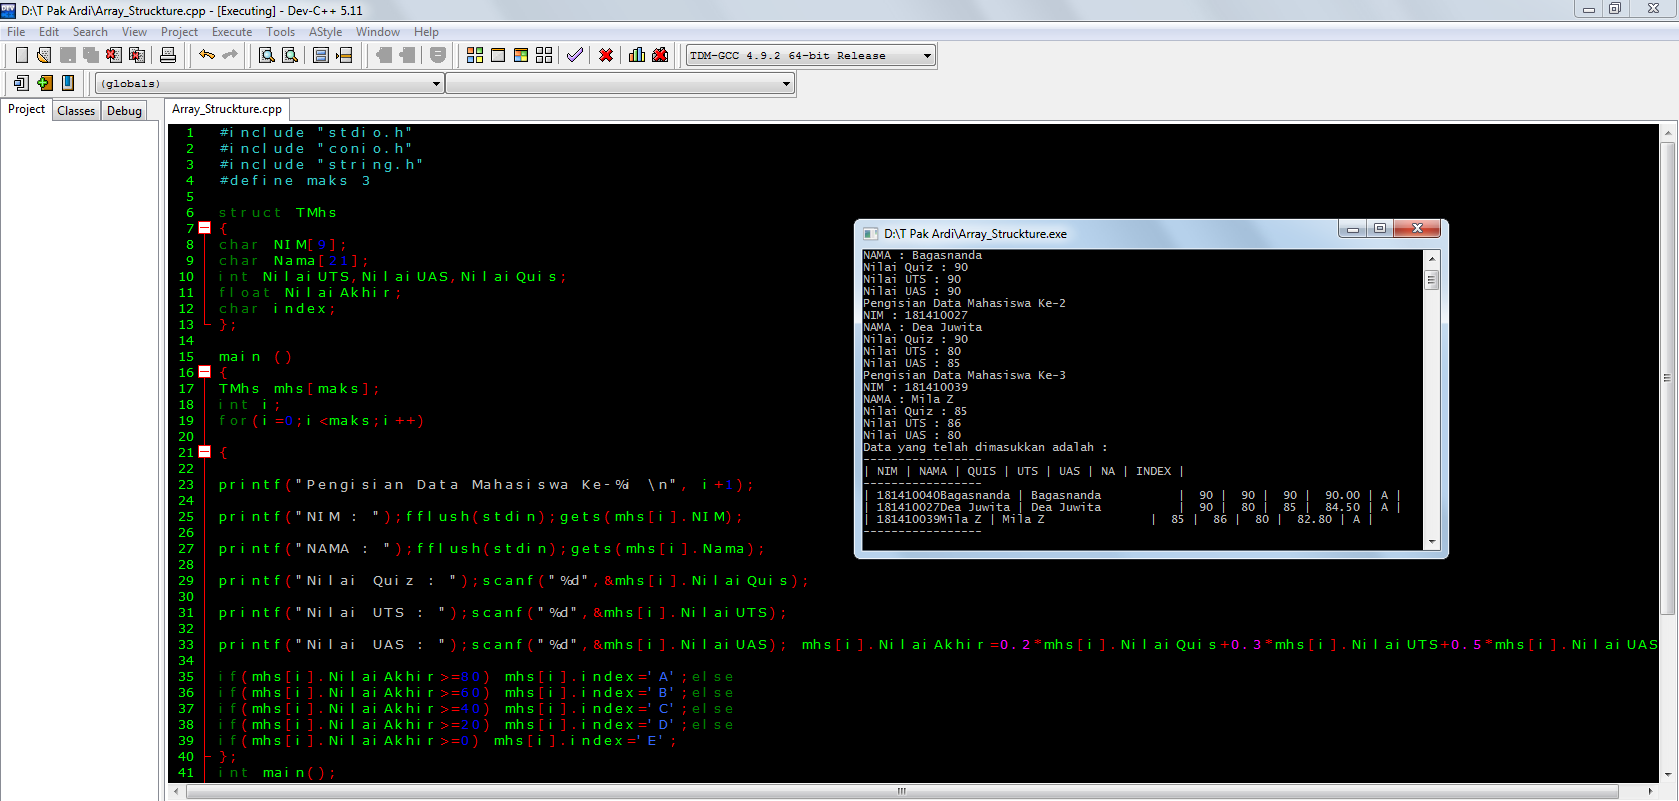 D:\T Pak Ardi\Array_Struckture.cpp - [Executing] - Dev-C++ 5.11
File Edit Search View Project Execute Tools AStyle Window Help
TDM-GCC 4.9.2 64-bit Release
(globals)
Project Classes Debug
Array_Struckture.cpp
1 #include "stdio.h"
2 #include "conio.h"
3 #include "string.h"
4 #define maks 3
5
6 struct TMhs
7 {
8 char NIM[9];
9 char Nama[21];
10 int NilaiUTS,NilaiUAS,NilaiQuis;
11 float NilaiAkhir;
12 char index;
13 };
14
15 main ()
16 {
17 TMhs mhs[maks];
18 int i;
19 for(i=0;i<maks;i++)
20
21 {
22
23 printf("Pengisian Data Mahasiswa Ke-%i \n", i+1);
24
25 printf("NIM : ");fflush(stdin);gets(mhs[i].NIM);
26
27 printf("NAMA : ");fflush(stdin);gets(mhs[i].Nama);
28
29 printf("Nilai Quiz : ");scanf("%d",&mhs[i].NilaiQuis);
30
31 printf("Nilai UTS : ");scanf("%d",&mhs[i].NilaiUTS);
32
33 printf("Nilai UAS : ");scanf("%d",&mhs[i].NilaiUAS); mhs[i].NilaiAkhir=0.2*mhs[i].NilaiQuis+0.3*mhs[i].NilaiUTS+0.5*mhs[i].NilaiUAS
34
35 if(mhs[i].NilaiAkhir>=80) mhs[i].index='A';else
36 if(mhs[i].NilaiAkhir>=60) mhs[i].index='B';else
37 if(mhs[i].NilaiAkhir>=40) mhs[i].index='C';else
38 if(mhs[i].NilaiAkhir>=20) mhs[i].index='D';else
39 if(mhs[i].NilaiAkhir>=0) mhs[i].index='E';
40 };
41 int main();
D:\T Pak Ardi\Array_Struckture.exe
NAMA : Bagasnanda
Nilai Quiz : 90
Nilai UTS : 90
Nilai UAS : 90
Pengisian Data Mahasiswa Ke-2
NIM : 181410027
NAMA : Dea Juwita
Nilai Quiz : 90
Nilai UTS : 80
Nilai UAS : 85
Pengisian Data Mahasiswa Ke-3
NIM : 181410039
NAMA : Mila Z
Nilai Quiz : 85
Nilai UTS : 86
Nilai UAS : 80
Data yang telah dimasukkan adalah :
-----------------
| NIM | NAMA | QUIS | UTS | UAS | NA | INDEX |
-----------------
| 181410040Bagasnanda | Bagasnanda | 90 | 90 | 90 | 90.00 | A |
| 181410027Dea Juwita | Dea Juwita | 90 | 80 | 85 | 84.50 | A |
| 181410039Mila Z | Mila Z | 85 | 86 | 80 | 82.80 | A |
-----------------